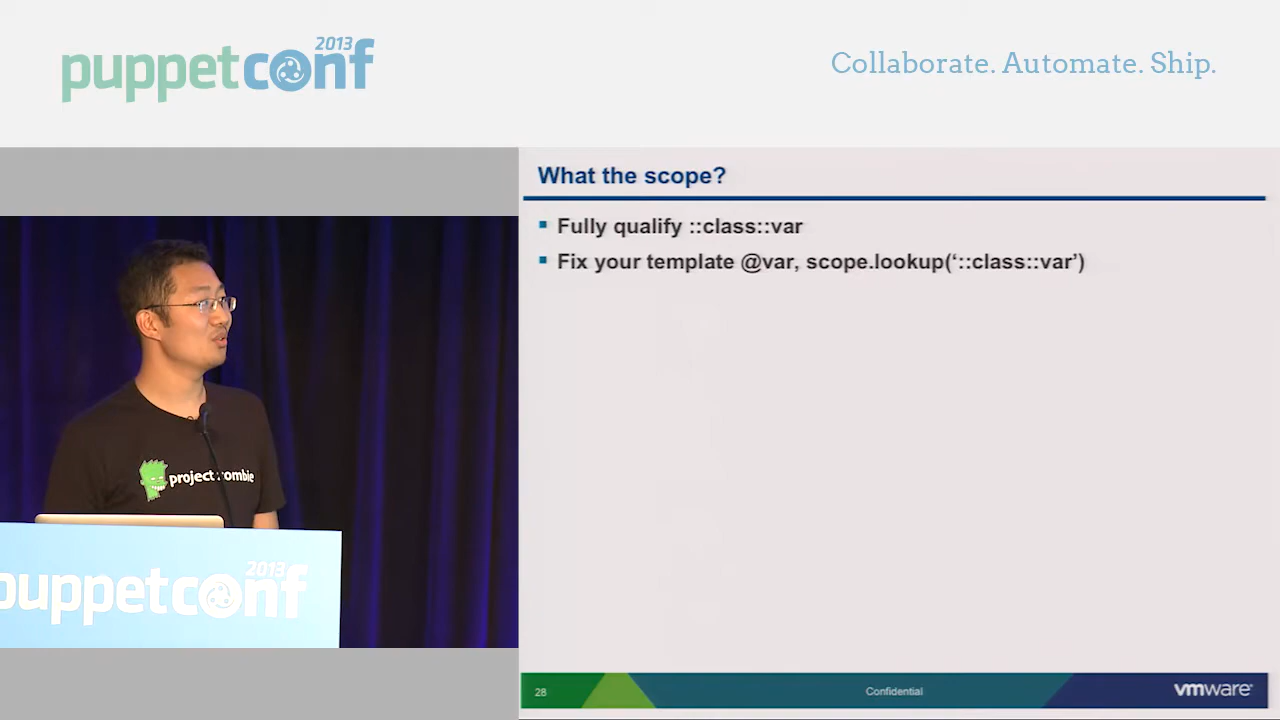 puppetconf 2013
Collaborate. Automate. Ship.
What the scope?
Fully qualify ::class::var
Fix your template @var, scope.lookup(‘::class::var’)
project zombie
puppetconf 2013
28
Confidential
vmware®